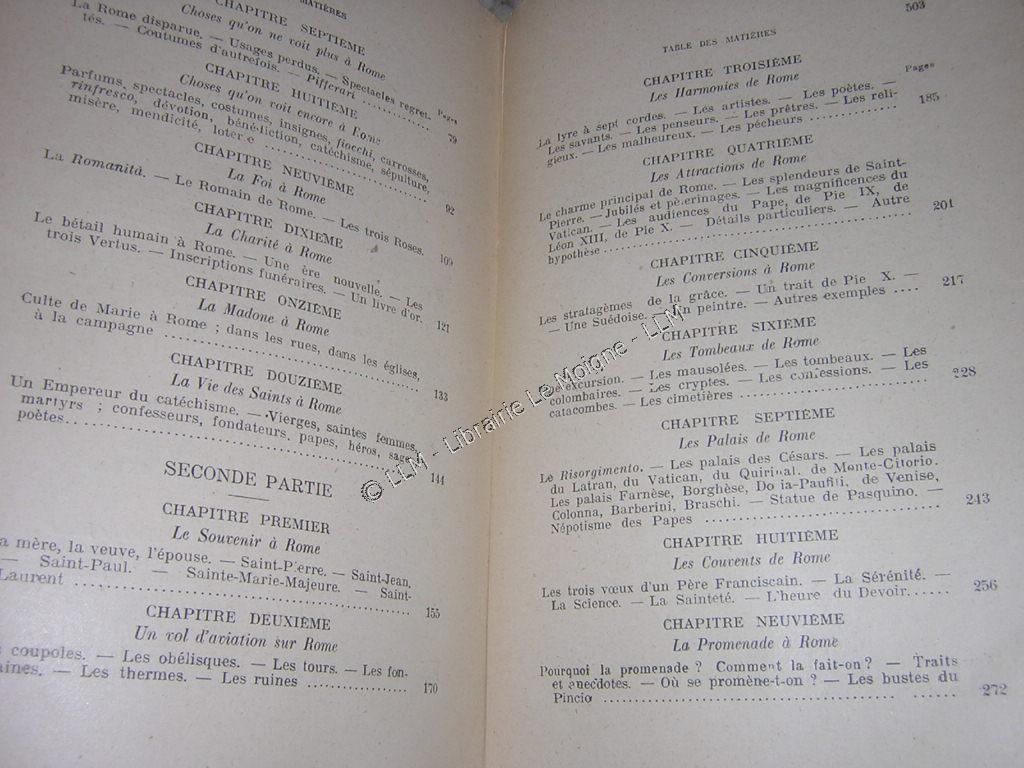 MATIÈRES
CHAPITRE SEPTIÈME
Choses qu'on ne voit plus à Rome
La Rome disparue. — Usages perdus. — Spectacles regret-
tés. — Coutumes d'autrefois. — Pifferari
Pages
79
CHAPITRE HUITIÈME
Choses qu'on voit encore à Rome
Parfums, spectacles, costumes, insignes, fiocchi, carrosses,
rinfresco, dévotion, bénédiction, catéchisme, sépulture,
misère, mendicité, loterie
92
CHAPITRE NEUVIÈME
La Foi à Rome
La Romanità. — Le Romain de Rome. — Les trois Roses.
109
CHAPITRE DIXIÈME
La Charité à Rome
Le bétail humain à Rome. — Une ère nouvelle. — Les
trois Vertus. — Inscriptions funéraires. — Un livre d'or.
121
CHAPITRE ONZIÈME
La Madone à Rome
Culte de Marie à Rome ; dans les rues, dans les églises,
à la campagne
133
CHAPITRE DOUZIÈME
La Vie des Saints à Rome
Un Empereur du catéchisme. — Vierges, saintes femmes,
martyrs ; confesseurs, fondateurs, papes, héros,
poètes
144
SECONDE PARTIE
CHAPITRE PREMIER
Le Souvenir à Rome
mère, la veuve, l'épouse. — Saint-Pierre. — Saint-Jean.
— Saint-Paul. — Sainte-Marie-Majeure. — Saint-
Laurent
155
CHAPITRE DEUXIÈME
Un vol d'aviation sur Rome
coupoles. — Les obélisques. — Les tours. — Les fon-
taines. — Les thermes. — Les ruines
170
503
TABLE DES MATIÈRES
Pages
CHAPITRE TROISIÈME
Les Harmonies de Rome
La lyre à sept cordes. — Les artistes. — Les poètes. —
Les savants. — Les penseurs. — Les prêtres. — Les reli-
gieux. — Les malheureux. — Les pécheurs
185
CHAPITRE QUATRIÈME
Les Attractions de Rome
Le charme principal de Rome. — Les splendeurs de Saint-
Pierre. — Jubilés et pèlerinages. — Les magnificences du
Vatican. — Les audiences du Pape, de Pie IX, de
Léon XIII, de Pie X. — Détails particuliers. — Autre
hypothèse
201
CHAPITRE CINQUIÈME
Les Conversions à Rome
Les stratagèmes de la grâce. — Un trait de Pie X. —
— Une Suédoise. — Un peintre. — Autres exemples
217
CHAPITRE SIXIÈME
Les Tombeaux de Rome
Une excursion. — Les mausolées. — Les tombeaux. — Les
colombaires. — Les cryptes. — Les confessions. — Les
catacombes. — Les cimetières
228
CHAPITRE SEPTIÈME
Les Palais de Rome
Le Risorgimento. — Les palais des Césars. — Les palais
du Latran, du Vatican, du Quirinal, de Monte-Citorio.
Les palais Farnèse, Borghèse, Doria-Paufili, de Venise,
Colonna, Barberini, Braschi. — Statue de Pasquino. —
Népotisme des Papes
243
CHAPITRE HUITIÈME
Les Couvents de Rome
Les trois vœux d'un Père Franciscain. — La Sérénité. —
La Science. — La Sainteté. — L'heure du Devoir
256
CHAPITRE NEUVIÈME
La Promenade à Rome
Pourquoi la promenade ? Comment la fait-on ? — Traits
et anecdotes. — Où se promène-t-on ? — Les bustes du
Pincio
272
© LLM - Librairie Le Moigne - LLM